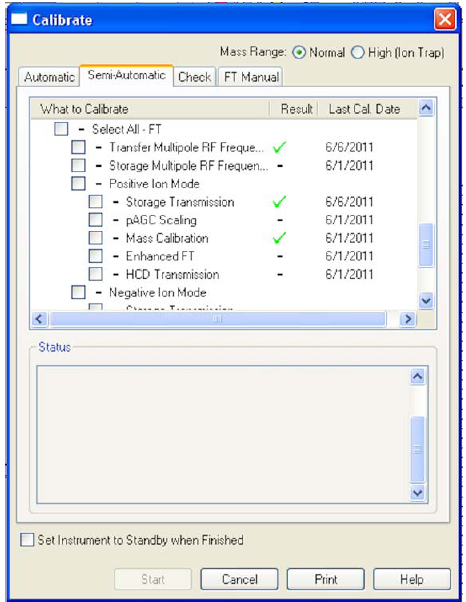 Calibrate
Mass Range: Normal High (Ion Trap)
Automatic Semi-Automatic Check FT Manual
What to Calibrate Result Last Cal. Date
- Select All - FT
- Transfer Multipole RF Freque... ✓ 6/6/2011
- Storage Multipole RF Frequen... - 6/1/2011
- Positive Ion Mode
- Storage Transmission ✓ 6/6/2011
- pAGC Scaling - 6/1/2011
- Mass Calibration ✓ 6/1/2011
- Enhanced FT - 6/1/2011
- HCD Transmission - 6/1/2011
- Negative Ion Mode
Status
Set Instrument to Standby when Finished
Start Cancel Print Help